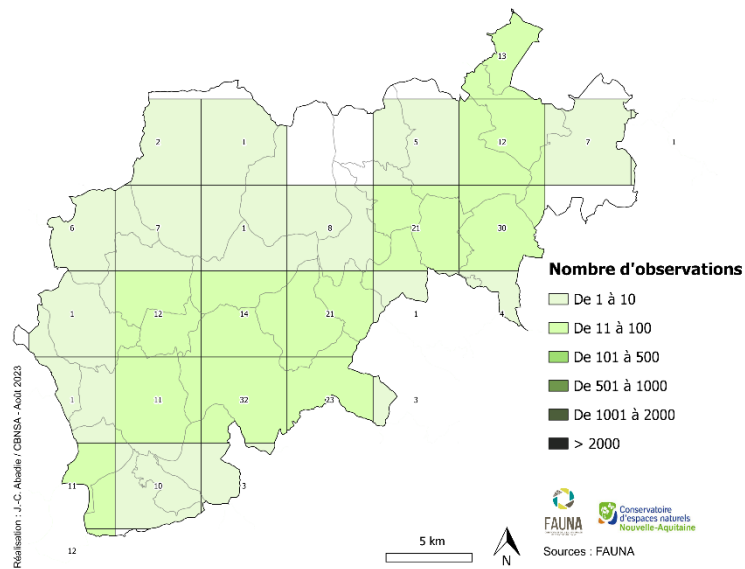 13
2 1 5 12 7 1
6 7 1 8 21 30
Nombre d'observations
De 1 à 10
De 11 à 100
De 101 à 500
De 501 à 1000
De 1001 à 2000
> 2000
1 12 14 21 1 4
1 11 32 23 3
11 10 3
12
Réalisation : J.-C. Abadie / CBNSA - Août 2023
5 km
N
FAUNA
Conservatoire
d'espaces naturels
Nouvelle-Aquitaine
Sources : FAUNA